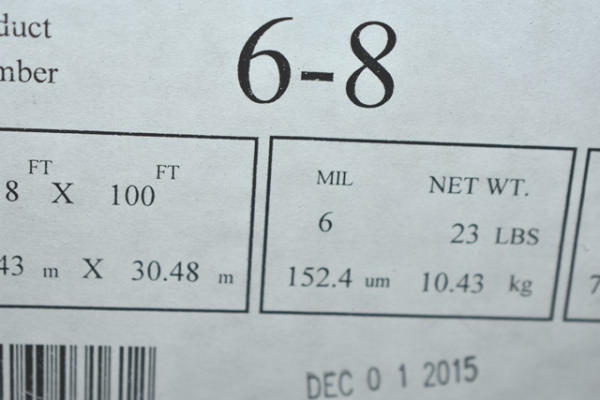 duct
mber
6-8
FT FT
8 X 100
43 m X 30.48 m
MIL NET WT.
6 23 LBS
152.4 um 10.43 kg
7
DEC 0 1 2015